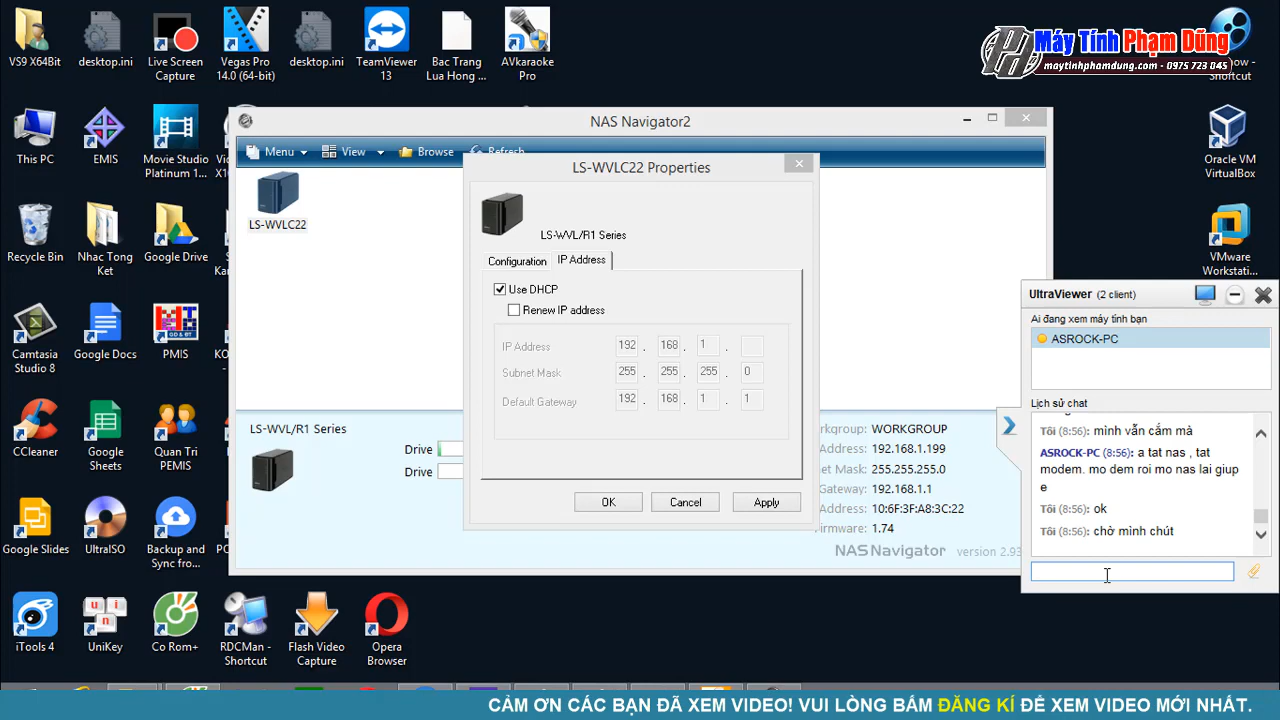 VS9 X64Bit
desktop.ini
Live Screen
Capture
Vegas Pro
14.0 (64-bit)
desktop.ini
TeamViewer
13
Bac Trang
Lua Hong ...
AVkaraoke
Pro
Máy Tính Phạm Dũng
maytinhphamdung.com - 0975 723 045
Shortcut
This PC
EMIS
Movie Studio
Platinum 1...
Oracle VM
VirtualBox
Recycle Bin
Nhac Tong
Ket
Google Drive
VMware
Workstati...
Camtasia
Studio 8
Google Docs
PMIS
CCleaner
Google
Sheets
Quan Tri
PEMIS
Google Slides
UltraISO
Backup and
Sync fro...
iTools 4
UniKey
Co Rom+
RDCMan -
Shortcut
Flash Video
Capture
Opera
Browser
NAS Navigator2
Menu
View
Browse
Refresh
LS-WVLC22
LS-WVLC22 Properties
LS-WVL/R1 Series
Configuration
IP Address
Use DHCP
Renew IP address
IP Address 192 . 168 . 1 .
Subnet Mask 255 . 255 . 255 . 0
Default Gateway 192 . 168 . 1 . 1
OK
Cancel
Apply
LS-WVL/R1 Series
Drive
Drive
rkgroup: WORKGROUP
Address: 192.168.1.199
net Mask: 255.255.255.0
Gateway: 192.168.1.1
Address: 10:6F:3F:A8:3C:22
Firmware: 1.74
NAS Navigator version 2.93
UltraViewer (2 client)
Ai đang xem máy tính bạn
ASROCK-PC
Lịch sử chat
Tôi (8:56): mình vẫn cắm mà
ASROCK-PC (8:56): a tat nas , tat
modem. mo dem roi mo nas lai giup
e
Tôi (8:56): ok
Tôi (8:56): chờ mình chút
CẢM ƠN CÁC BẠN ĐÃ XEM VIDEO! VUI LÒNG BẤM ĐĂNG KÍ ĐỂ XEM VIDEO MỚI NHẤT.